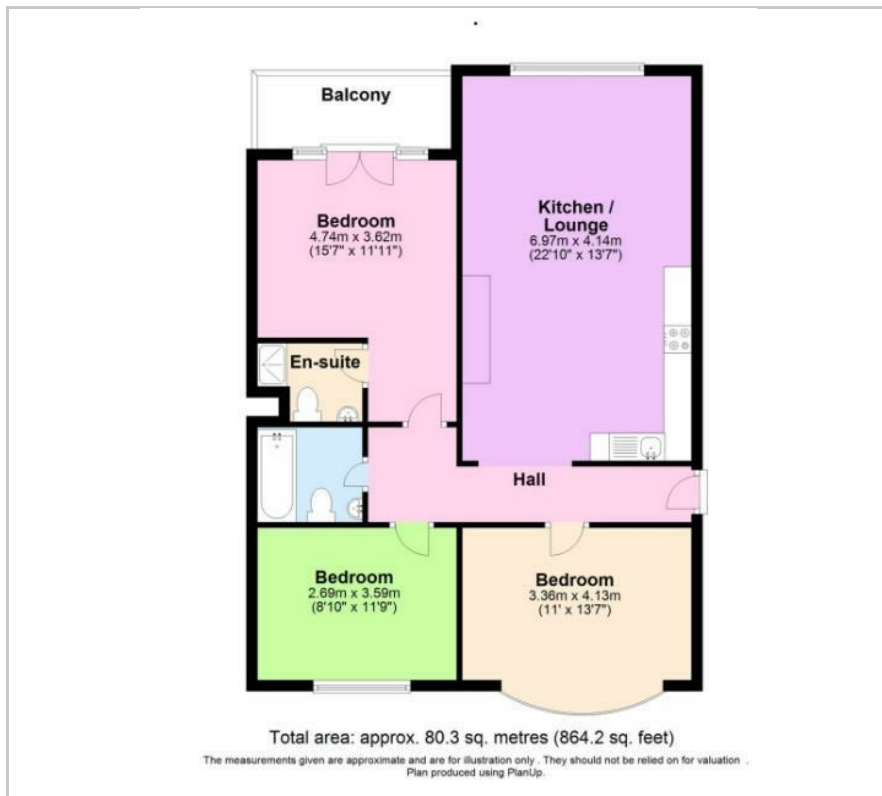 Balcony
Bedroom
4.74m x 3.62m
(15'7" x 11'11")
Kitchen /
Lounge
6.97m x 4.14m
(22'10" x 13'7")
En-suite
Hall
Bedroom
2.69m x 3.59m
(8'10" x 11'9")
Bedroom
3.36m x 4.13m
(11' x 13'7")
Total area: approx. 80.3 sq. metres (864.2 sq. feet)
The measurements given are approximate and are for illustration only . They should not be relied on for valuation .
Plan produced using PlanUp.